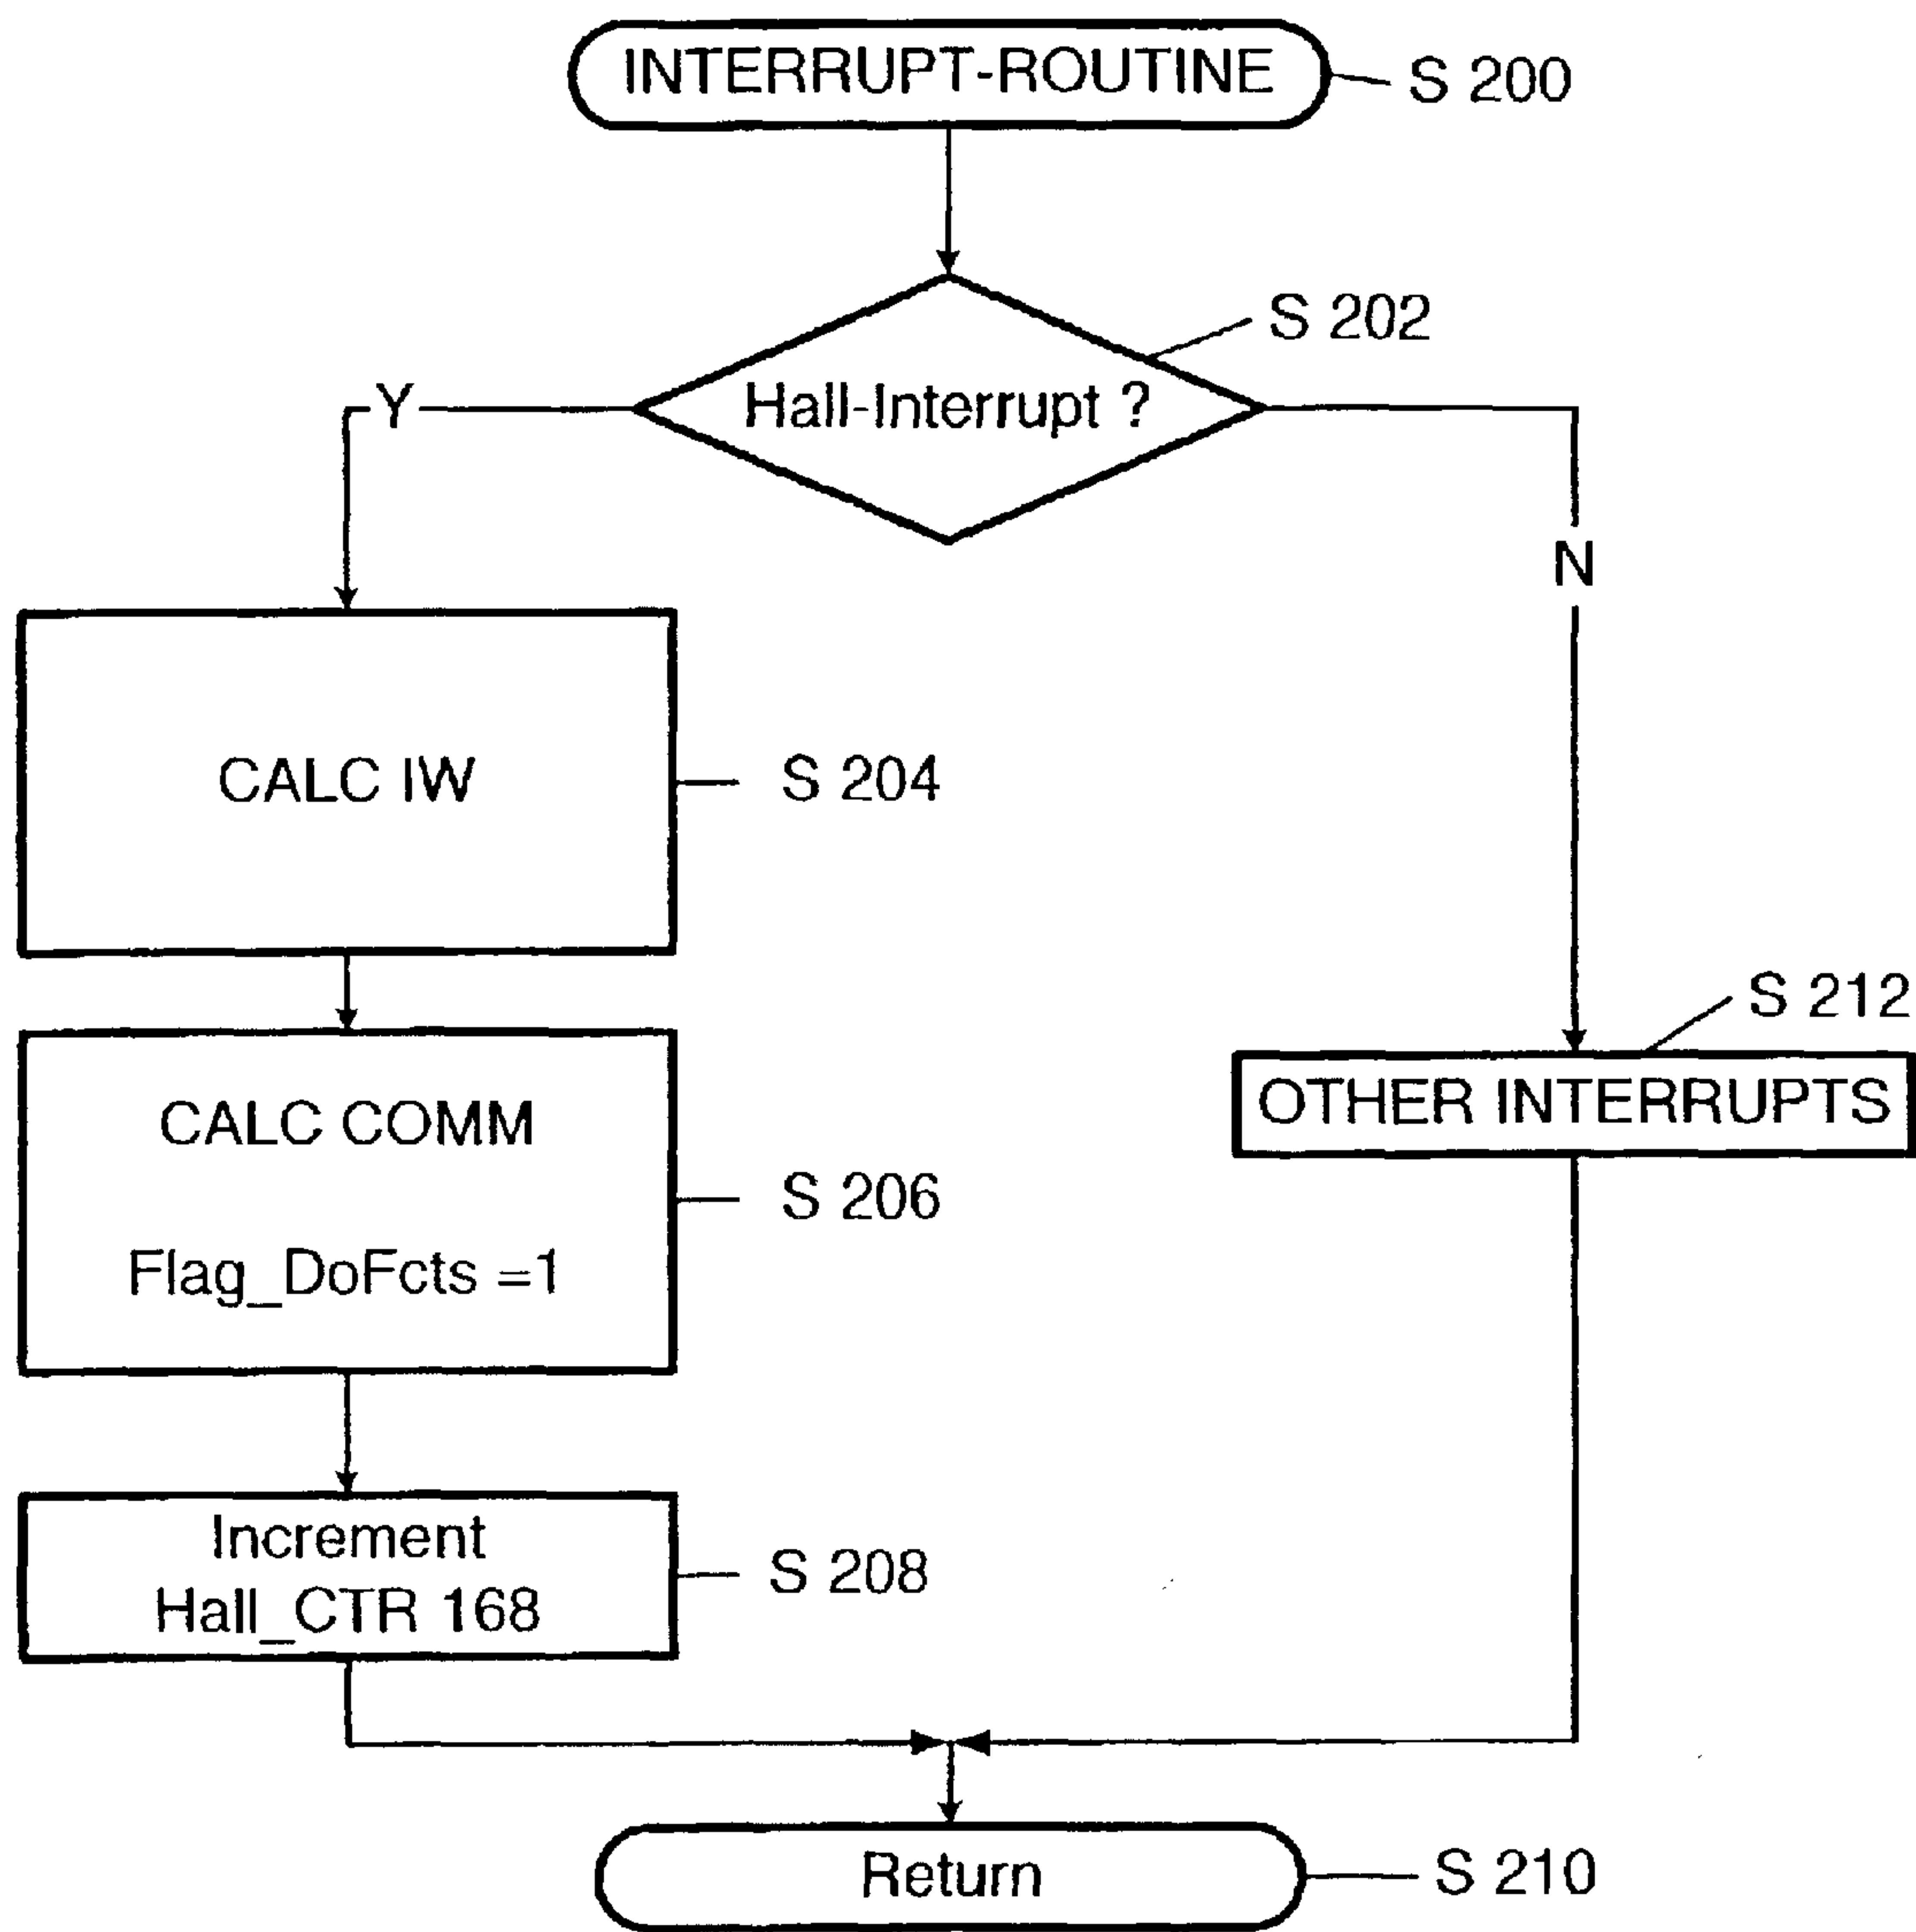 INTERRUPT-ROUTINE
S 200
S 202
Hall-Interrupt ?
Y
N
CALC IW
S 204
S 212
OTHER INTERRUPTS
CALC COMM
S 206
Flag_DoFcts =1
Increment
Hall_CTR 168
S 208
Return
S 210